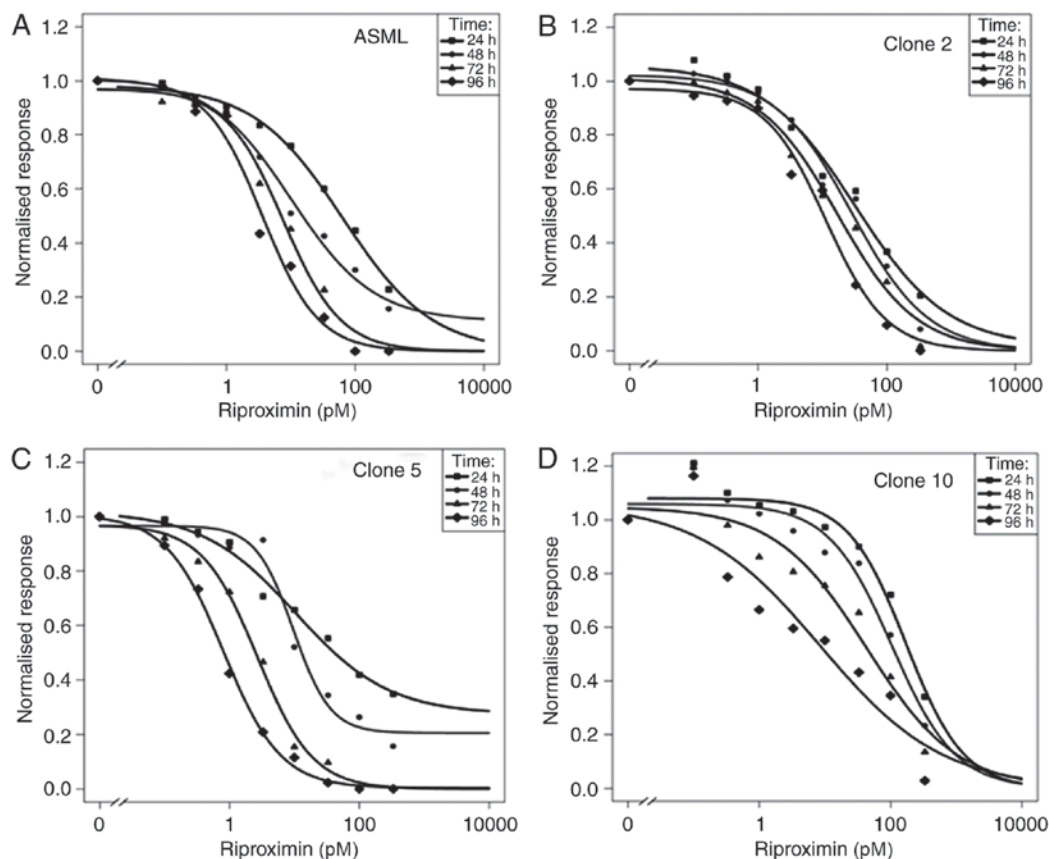 A
ASML
Time:
24 h
48 h
72 h
96 h
1.2
1.0
0.8
0.6
0.4
0.2
0.0
Normalised response
0
1
100
10000
Riproximin (pM)
B
Clone 2
Time:
24 h
48 h
72 h
96 h
1.2
1.0
0.8
0.6
0.4
0.2
0.0
Normalised response
0
1
100
10000
Riproximin (pM)
C
Clone 5
Time:
24 h
48 h
72 h
96 h
1.2
1.0
0.8
0.6
0.4
0.2
0.0
Normalised response
0
1
100
10000
Riproximin (pM)
D
Clone 10
Time:
24 h
48 h
72 h
96 h
1.2
1.0
0.8
0.6
0.4
0.2
0.0
Normalised response
0
1
100
10000
Riproximin (pM)